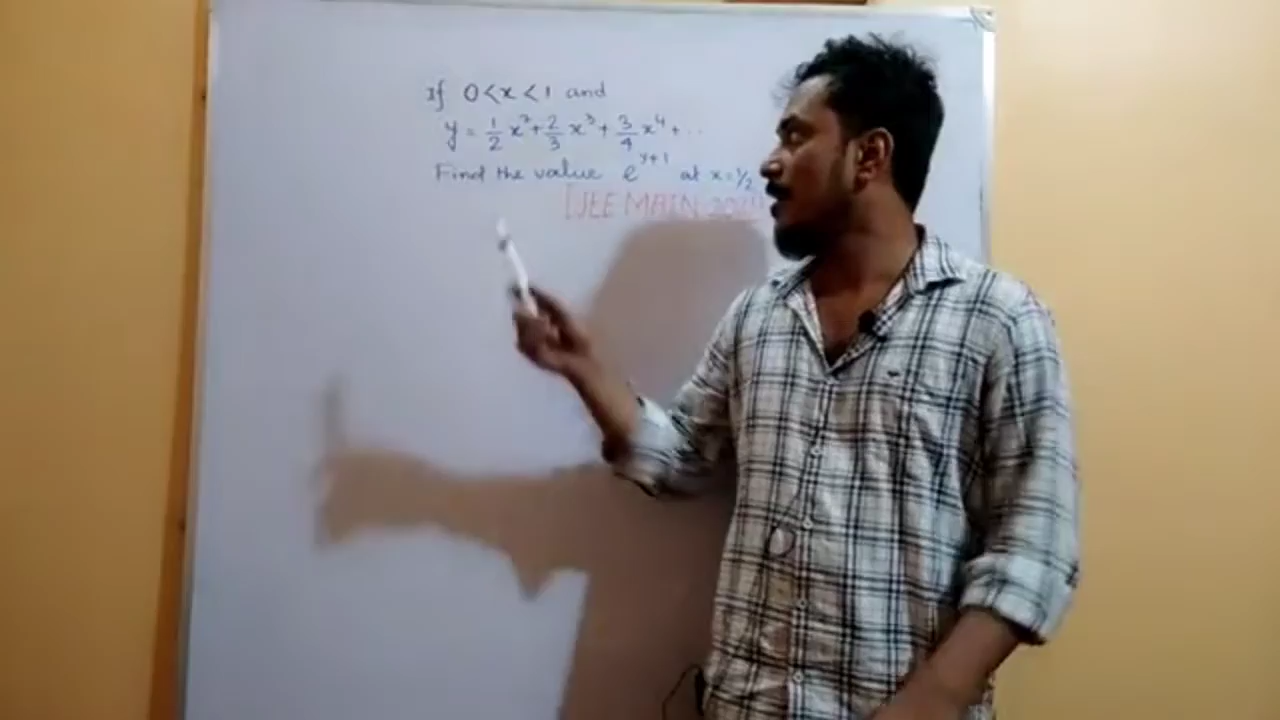 If 0 < x < 1 and
y = 1/2 x² + 2/3 x³ + 3/4 x⁴ + ..
Find the value e^y+1 at x = 1/2
[JEE MAIN